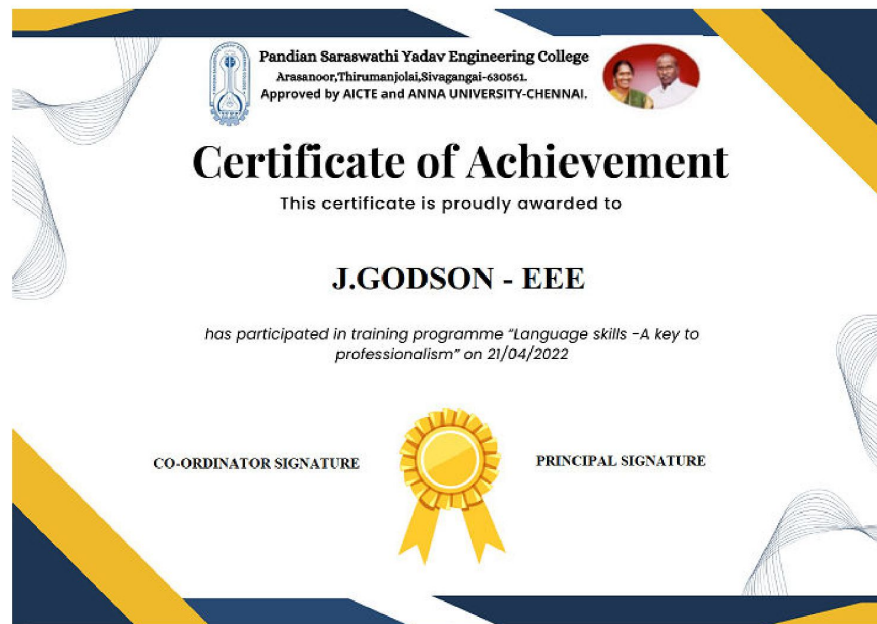 Pandian Saraswathi Yadav Engineering College
Arasanoor,Thirumanjolai,Sivagangai-630561.
Approved by AICTE and ANNA UNIVERSITY-CHENNAI.
Certificate of Achievement
This certificate is proudly awarded to
J.GODSON - EEE
has participated in training programme "Language skills -A key to
professionalism" on 21/04/2022
CO-ORDINATOR SIGNATURE
PRINCIPAL SIGNATURE